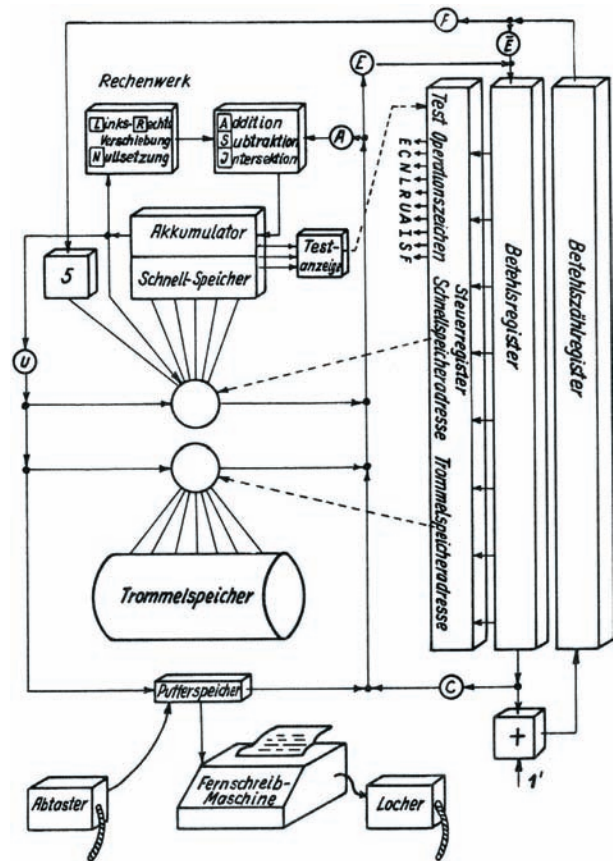 F
Ē
E
Rechenwerk
Links-Rechts
Verschiebung
Nullsetzung
Addition
Subtraktion
Intersektion
A
Akkumulator
Schnell-Speicher
Test-
anzeige
5
U
Test Operationszeichen
E C N L R U A I S F
Steuerregister
Schnellspeicheradresse Trommelspeicheradresse
Befehlsregister
Befehlszählregister
Trommelspeicher
Pufferspeicher
C
+
1'
Abtaster
Fernschreib-
Maschine
Locher